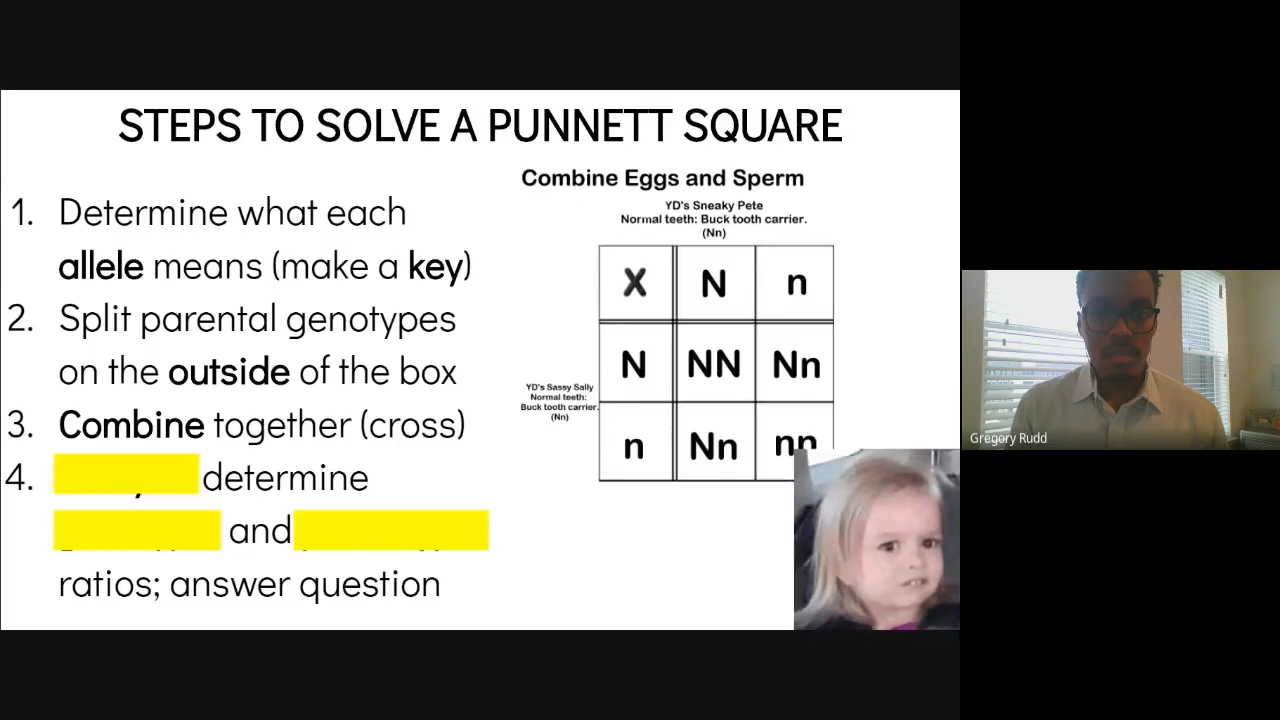 STEPS TO SOLVE A PUNNETT SQUARE
Combine Eggs and Sperm
YD's Sneaky Pete
Normal teeth: Buck tooth carrier.
(Nn)
1. Determine what each
allele means (make a key)
2. Split parental genotypes
on the outside of the box
3. Combine together (cross)
4. determine
and
ratios; answer question
X N n
N NN Nn
n Nn nn
YD's Sassy Sally
Normal teeth:
Buck tooth carrier.
(Nn)
Gregory Rudd